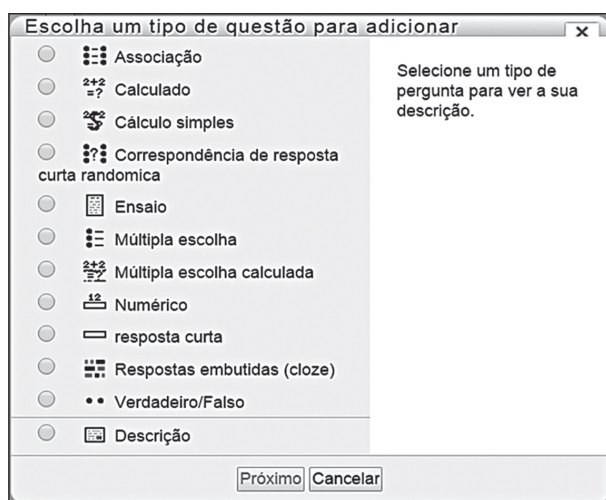 Escolha um tipo de questão para adicionar
Associação
2+2
=?
Calculado
Cálculo simples
Correspondência de resposta
curta randomica
Ensaio
Múltipla escolha
2+2
=?
Múltipla escolha calculada
12
Numérico
resposta curta
Respostas embutidas (cloze)
Verdadeiro/Falso
Descrição
Selecione um tipo de
pergunta para ver a sua
descrição.
Próximo
Cancelar